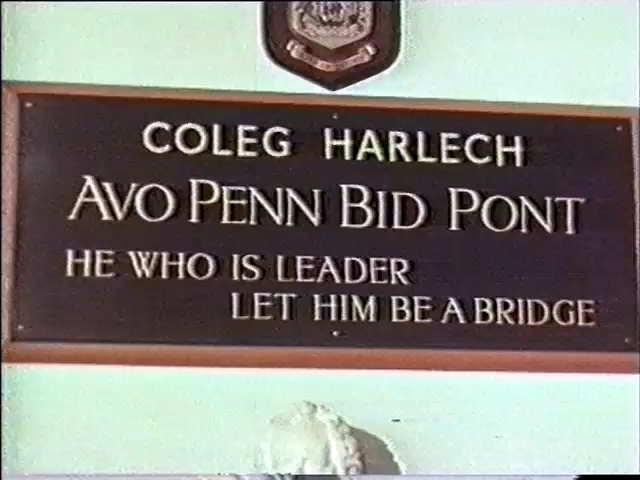 COLEG HARLECH
AVO PENN BID PONT
HE WHO IS LEADER
LET HIM BE A BRIDGE